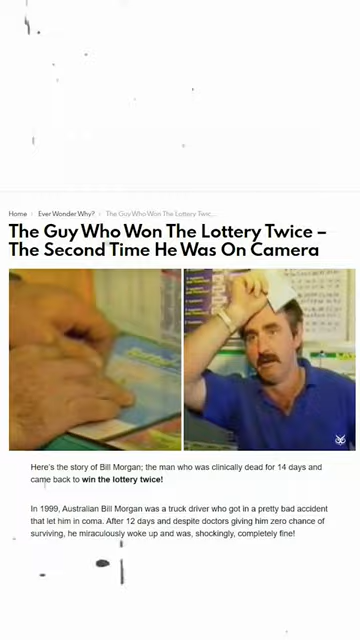 Home › Ever Wonder Why? › The Guy Who Won The Lottery Twic...
The Guy Who Won The Lottery Twice –
The Second Time He Was On Camera
Here's the story of Bill Morgan; the man who was clinically dead for 14 days and
came back to win the lottery twice!
In 1999, Australian Bill Morgan was a truck driver who got in a pretty bad accident
that let him in coma. After 12 days and despite doctors giving him zero chance of
surviving, he miraculously woke up and was, shockingly, completely fine!